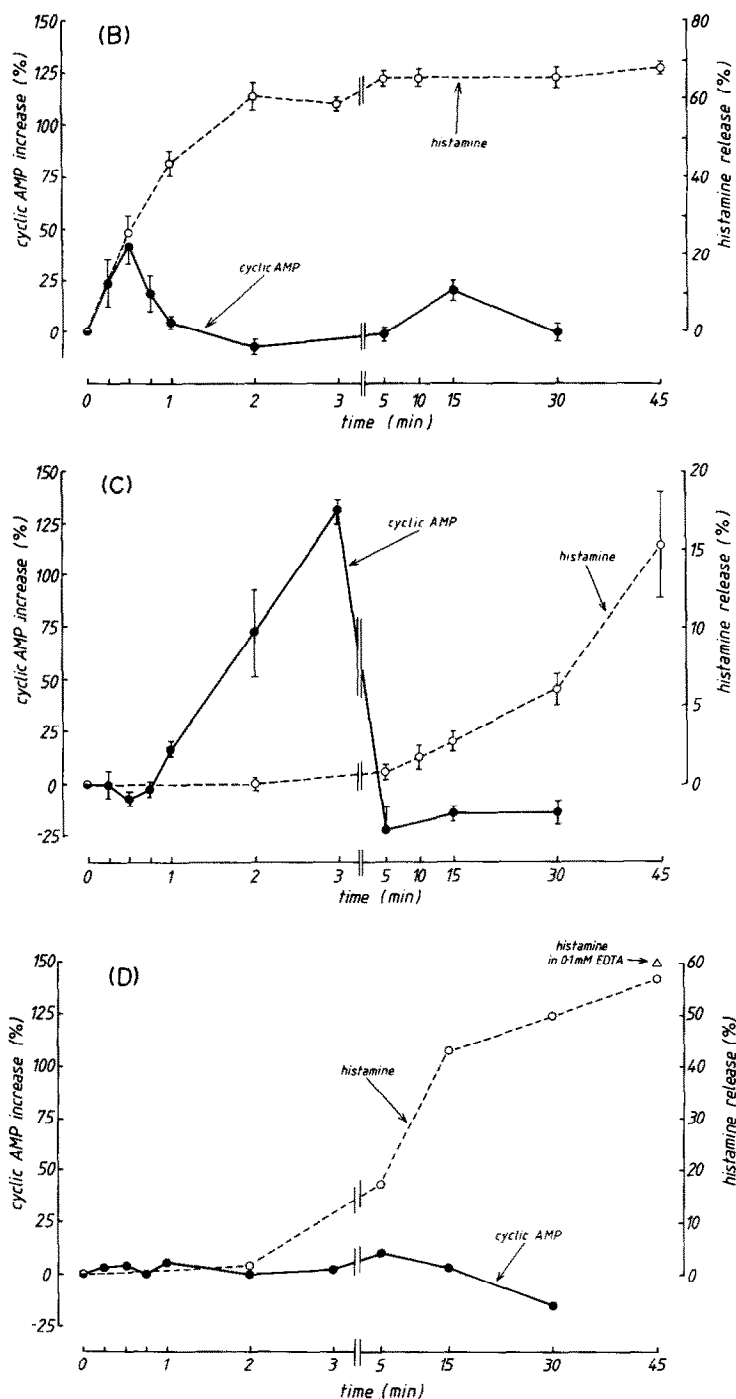 (B)
cyclic AMP increase (%)
150
125
100
75
50
25
0
histamine release (%)
80
60
40
20
0
histamine
cyclic AMP
0 1 2 3 5 10 15 30 45
time (min)
(C)
cyclic AMP increase (%)
150
125
100
75
50
25
0
-25
histamine release (%)
20
15
10
5
0
cyclic AMP
histamine
0 1 2 3 5 10 15 30 45
time (min)
(D)
cyclic AMP increase (%)
150
125
100
75
50
25
0
-25
histamine release (%)
60
50
40
30
20
10
0
histamine
in 0·1mM EDTA
histamine
cyclic AMP
0 1 2 3 5 15 30 45
time (min)